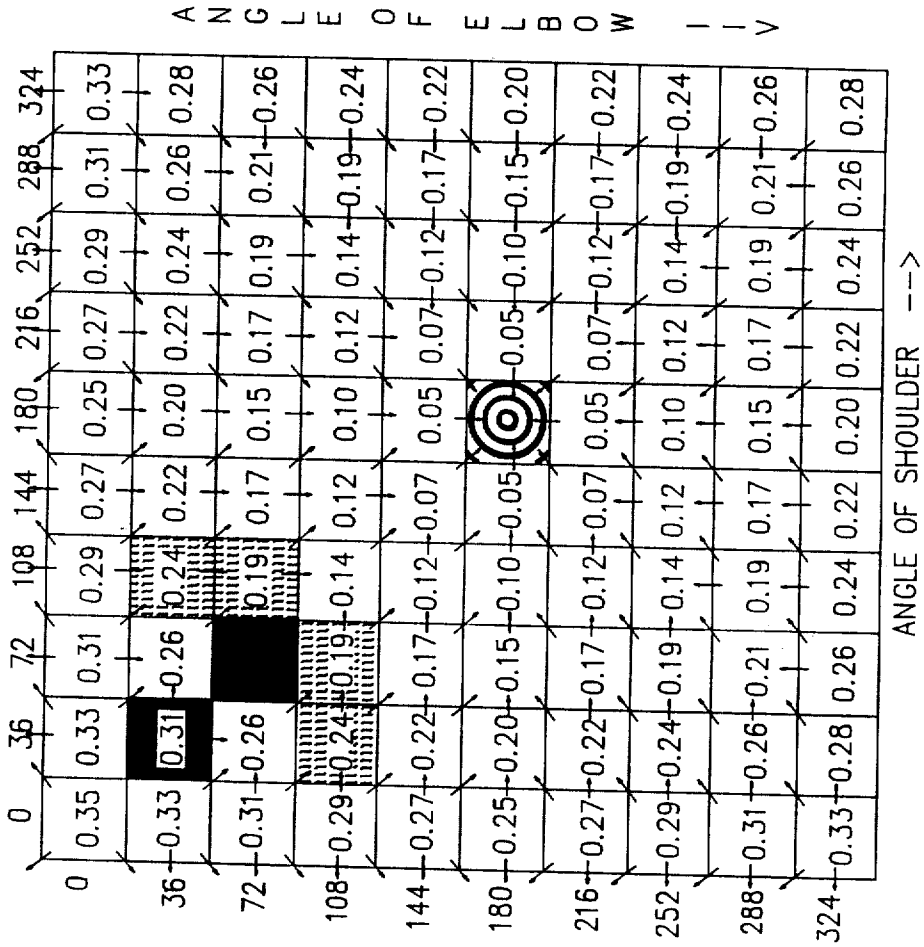 A N G L E O F E L B O W | | V
0 36 72 108 144 180 216 252 288 324
0 0.35 0.33 0.31 0.29 0.27 0.25 0.27 0.29 0.31 0.33
36 0.33 0.31 0.26 0.24 0.22 0.20 0.22 0.24 0.26 0.28
72 0.31 0.26 0.19 0.17 0.15 0.17 0.19 0.21 0.26
108 0.29 0.24 0.19 0.14 0.12 0.10 0.12 0.14 0.19 0.24
144 0.27 0.22 0.17 0.12 0.07 0.05 0.07 0.12 0.17 0.22
180 0.25 0.20 0.15 0.10 0.05 0.05 0.10 0.15 0.20
216 0.27 0.22 0.17 0.12 0.07 0.05 0.07 0.12 0.17 0.22
252 0.29 0.24 0.19 0.14 0.12 0.10 0.12 0.14 0.19 0.24
288 0.31 0.26 0.21 0.19 0.17 0.15 0.17 0.19 0.21 0.26
324 0.33 0.28 0.26 0.24 0.22 0.20 0.22 0.24 0.26 0.28
ANGLE OF SHOULDER -->